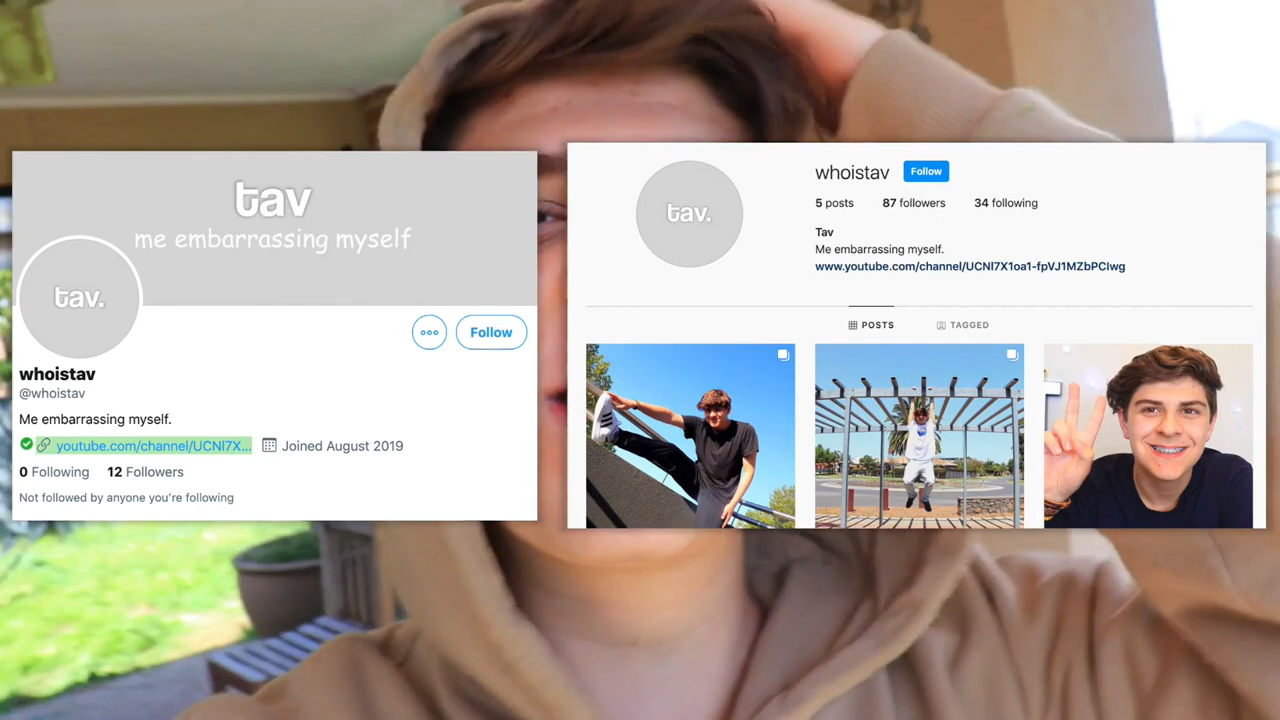 tav
me embarrassing myself
tav.
Follow
whoistav
@whoistav
Me embarrassing myself.
youtube.com/channel/UCNl7X... Joined August 2019
0 Following 12 Followers
Not followed by anyone you're following
tav.
whoistav Follow
5 posts 87 followers 34 following
Tav
Me embarrassing myself.
www.youtube.com/channel/UCNl7X1oa1-fpVJ1MZbPCIwg
POSTS TAGGED